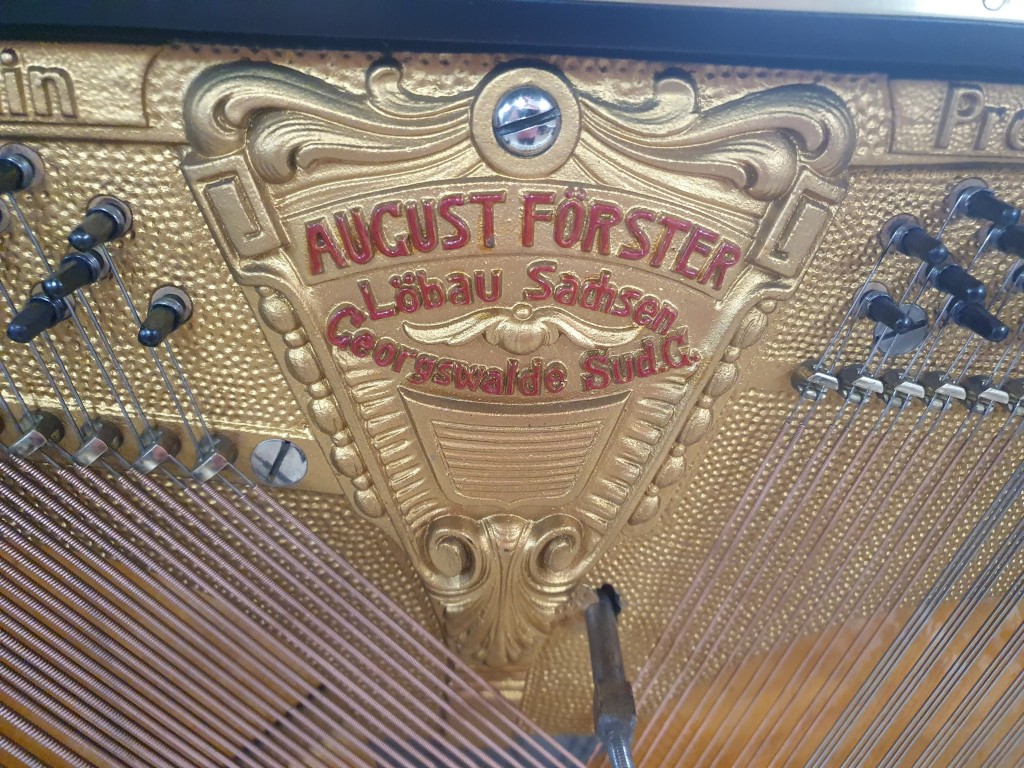 AUGUST FÖRSTER
Löbau Sachsen
Georgswalde Sud.G.